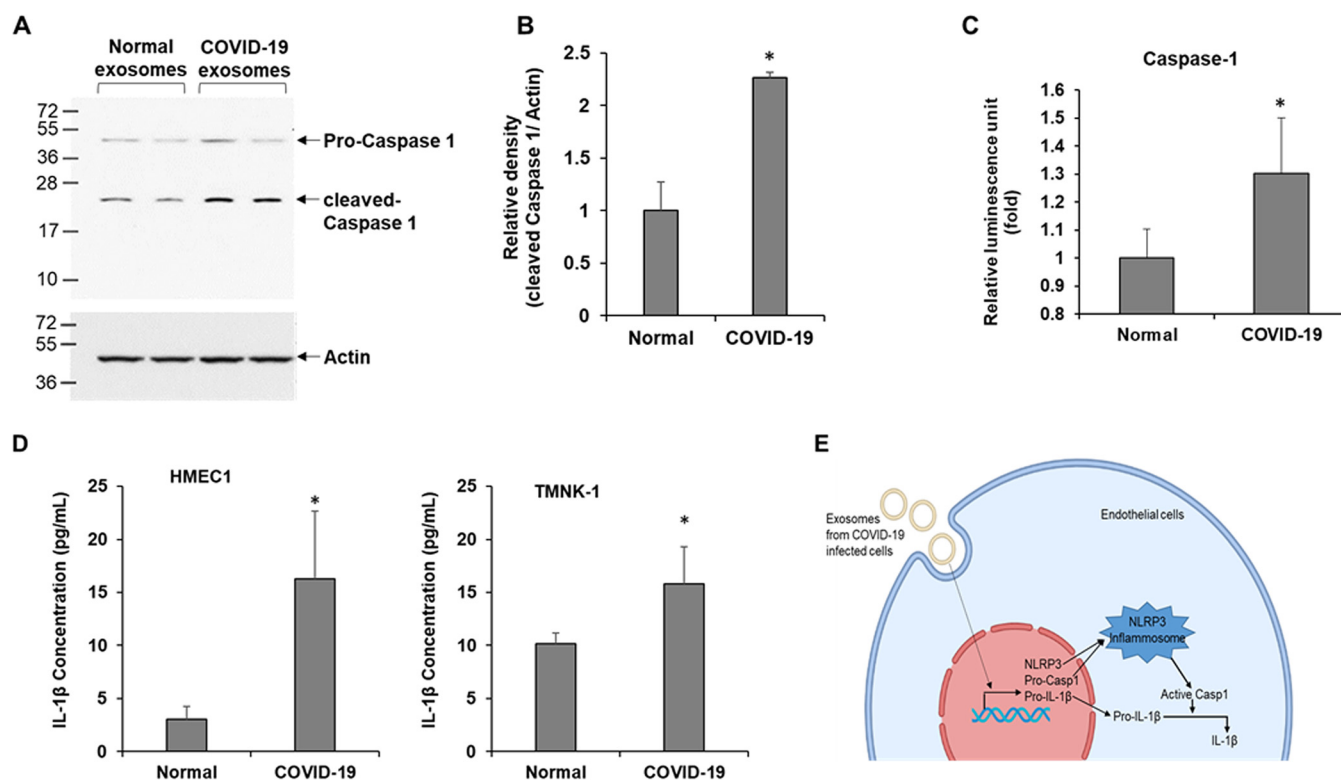 A
Normal
exosomes
COVID-19
exosomes
72
55
36
28
17
10
Pro-Caspase 1
cleaved-
Caspase 1
72
55
36
Actin
B
Relative density
(cleaved Caspase 1/ Actin)
2.5
2
1.5
1
0.5
0
*
Normal
COVID-19
C
Caspase-1
Relative luminescence unit
(fold)
1.6
1.5
1.4
1.3
1.2
1.1
1
0.9
0.8
*
Normal
COVID-19
D
HMEC1
IL-1β Concentration (pg/mL)
25
20
15
10
5
0
*
Normal
COVID-19
TMNK-1
IL-1β Concentration (pg/mL)
25
20
15
10
5
0
*
Normal
COVID-19
E
Exosomes
from COVID-19
infected cells
Endothelial cells
NLRP3
Inflammosome
NLRP3
Pro-Casp1
Pro-IL-1β
Active Casp1
Pro-IL-1β
IL-1β